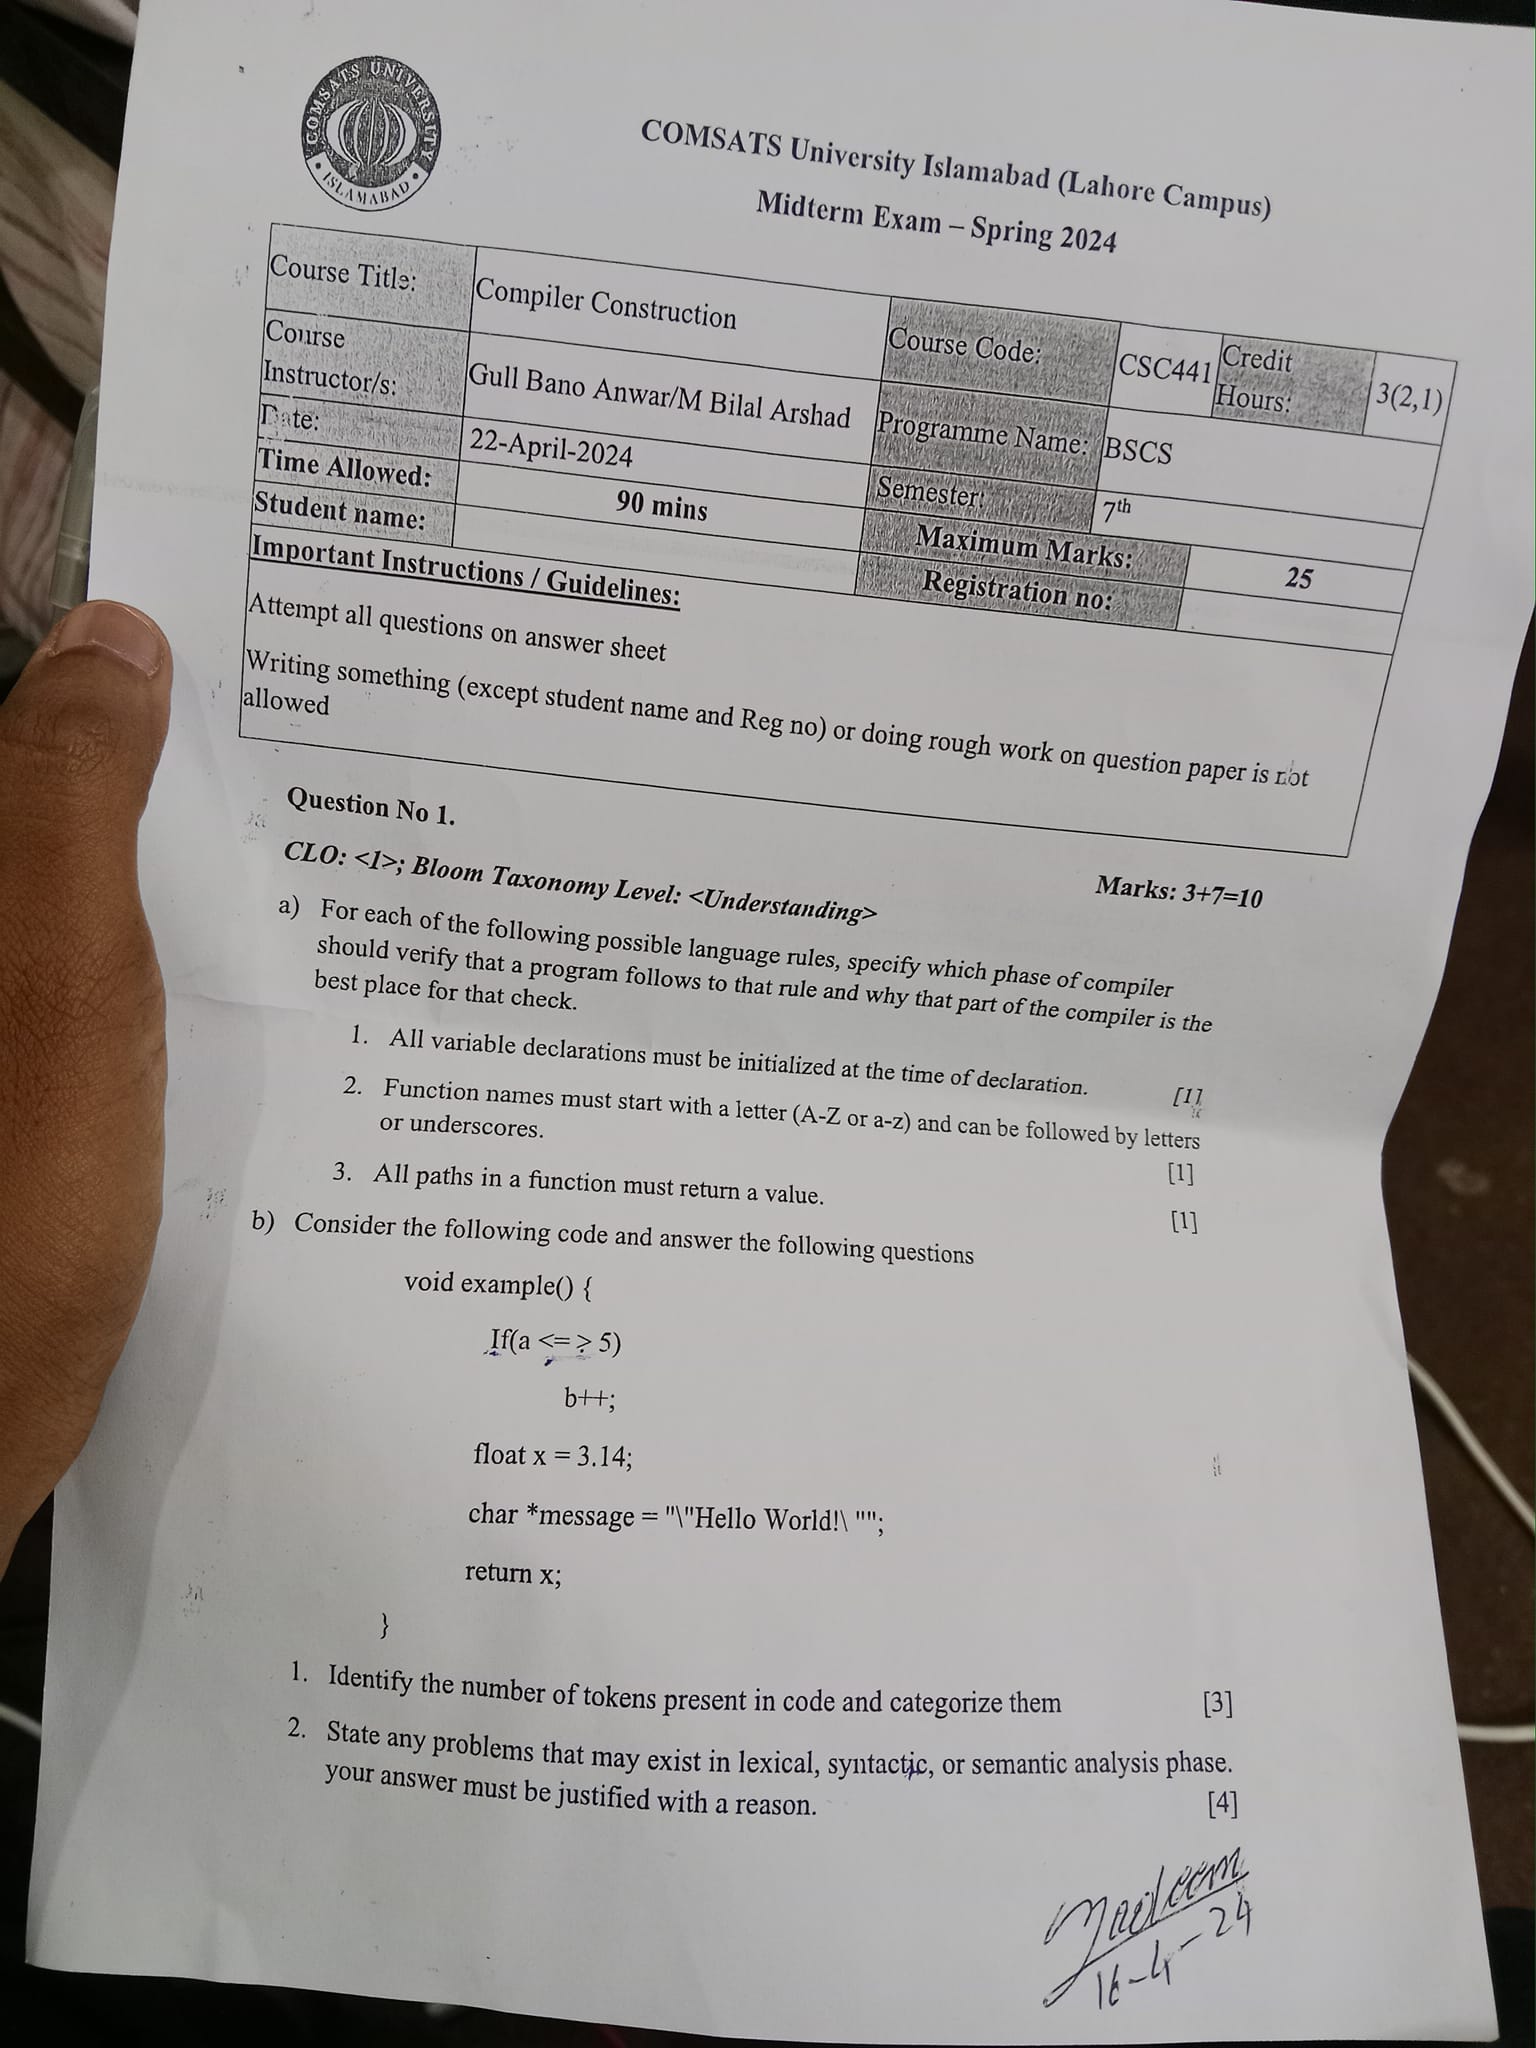 COMSATS UNIVERSITY
ISLAMABAD
COMSATS University Islamabad (Lahore Campus)
Midterm Exam – Spring 2024
Course Title: Compiler Construction Course Code: CSC441 Credit Hours: 3(2,1)
Course Instructor/s: Gull Bano Anwar/M Bilal Arshad Programme Name: BSCS
Date: 22-April-2024 Semester: 7th
Time Allowed: 90 mins Maximum Marks: 25
Student name: Registration no:
Important Instructions / Guidelines:
Attempt all questions on answer sheet
Writing something (except student name and Reg no) or doing rough work on question paper is not
allowed
Question No 1.
CLO: <1>; Bloom Taxonomy Level: <Understanding> Marks: 3+7=10
a) For each of the following possible language rules, specify which phase of compiler
should verify that a program follows to that rule and why that part of the compiler is the
best place for that check.
1. All variable declarations must be initialized at the time of declaration. [1]
2. Function names must start with a letter (A-Z or a-z) and can be followed by letters
or underscores. [1]
3. All paths in a function must return a value. [1]
b) Consider the following code and answer the following questions
void example() {
If(a <= > 5)
b++;
float x = 3.14;
char *message = "\"Hello World!\ "";
return x;
}
1. Identify the number of tokens present in code and categorize them [3]
2. State any problems that may exist in lexical, syntactic, or semantic analysis phase.
your answer must be justified with a reason. [4]
Nadeem
16-4-24